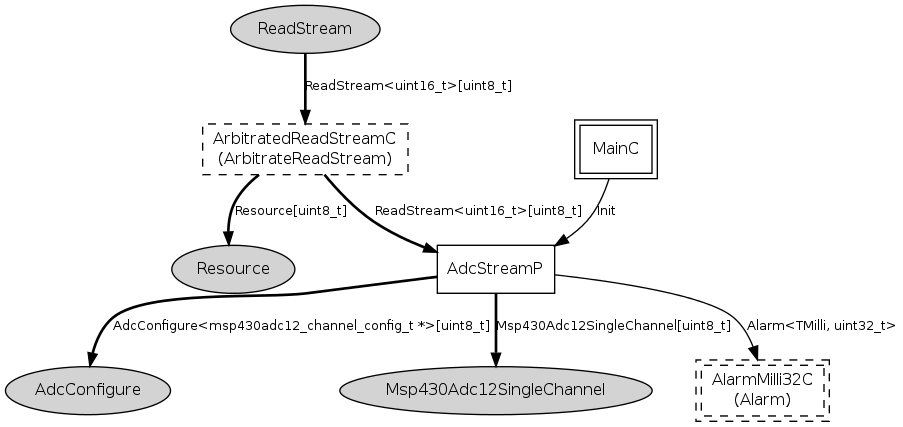 ReadStream
ReadStream<uint16_t>[uint8_t]
ArbitratedReadStreamC
(ArbitrateReadStream)
MainC
Resource[uint8_t]
ReadStream<uint16_t>[uint8_t]
Init
Resource
AdcStreamP
AdcConfigure<msp430adc12_channel_config_t *>[uint8_t]
Msp430Adc12SingleChannel[uint8_t]
Alarm<TMilli, uint32_t>
AdcConfigure
Msp430Adc12SingleChannel
AlarmMilli32C
(Alarm)